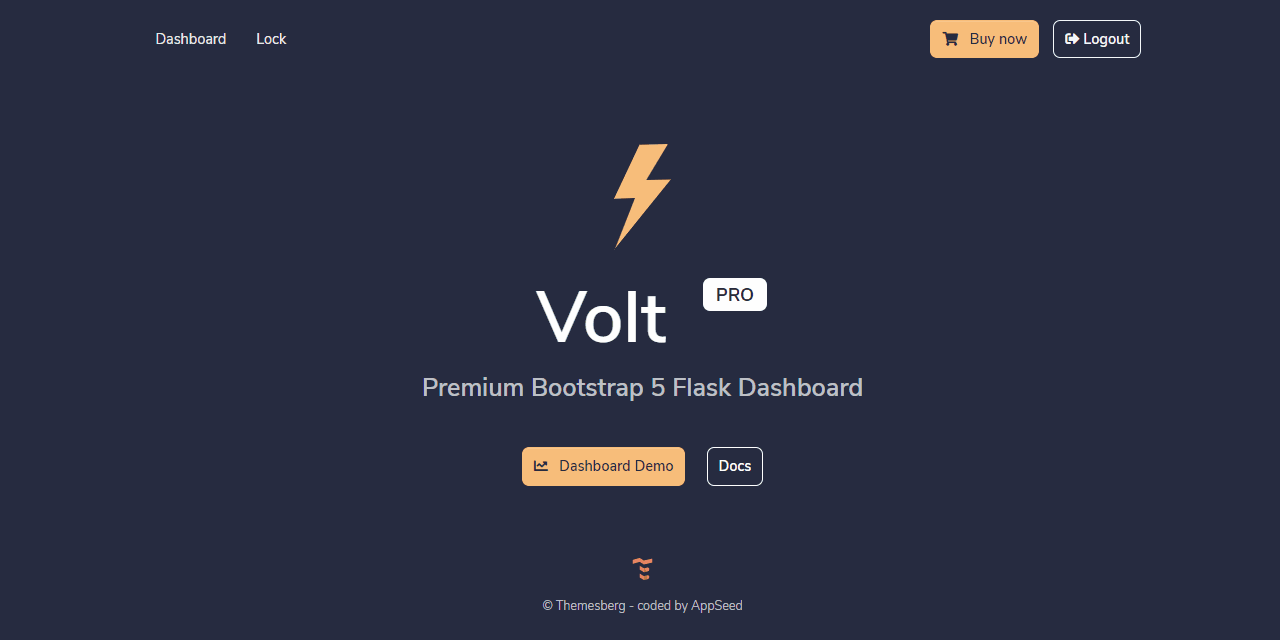 Dashboard Lock Buy now Logout
Volt PRO
Premium Bootstrap 5 Flask Dashboard
Dashboard Demo Docs
© Themesberg - coded by AppSeed